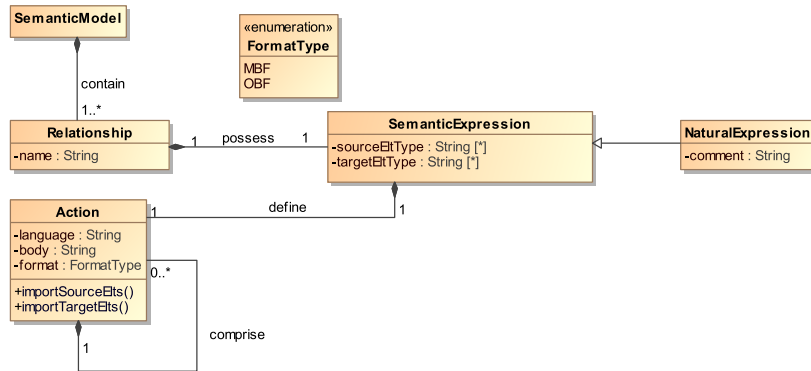 SemanticModel
contain
1..*
«enumeration»
FormatType
MBF
OBF
Relationship
-name : String
1
possess
1
SemanticExpression
-sourceEltType : String [*]
-targetEltType : String [*]
NaturalExpression
-comment : String
Action
-language : String
-body : String
-format : FormatType
+importSourceElts()
+importTargetElts()
1
define
1
0..*
1
comprise